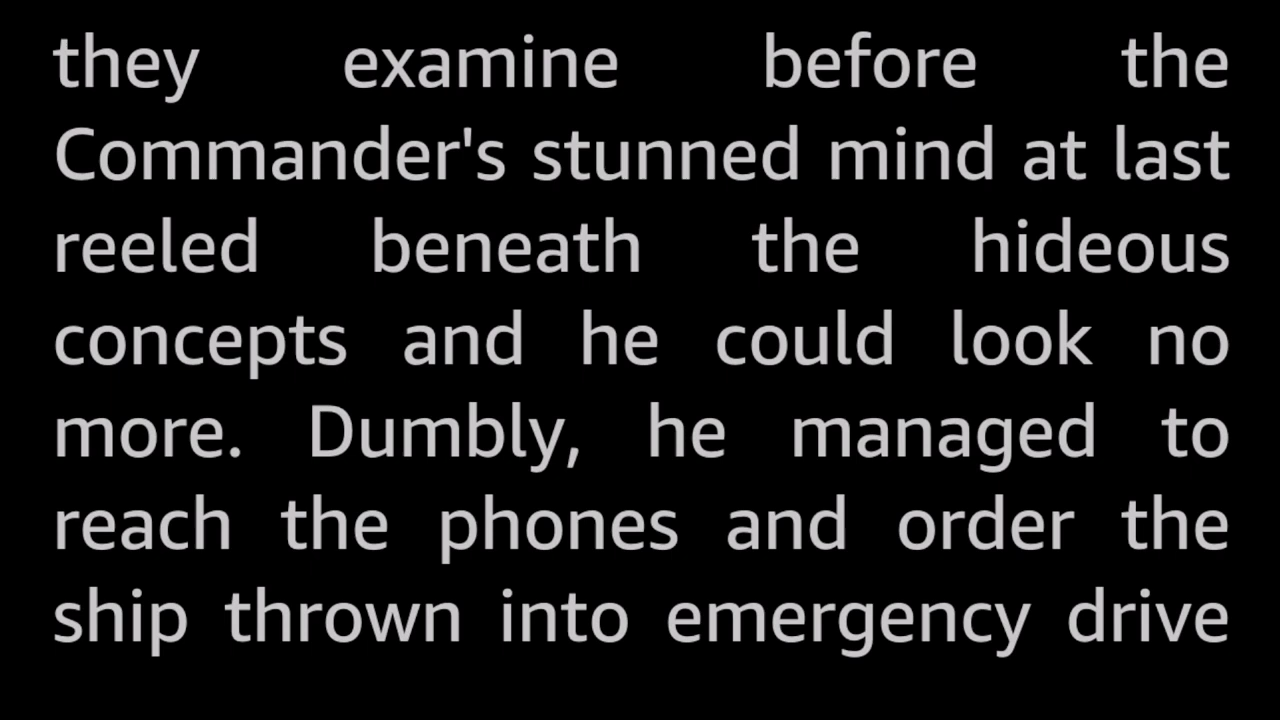 they examine before the
Commander's stunned mind at last
reeled beneath the hideous
concepts and he could look no
more. Dumbly, he managed to
reach the phones and order the
ship thrown into emergency drive